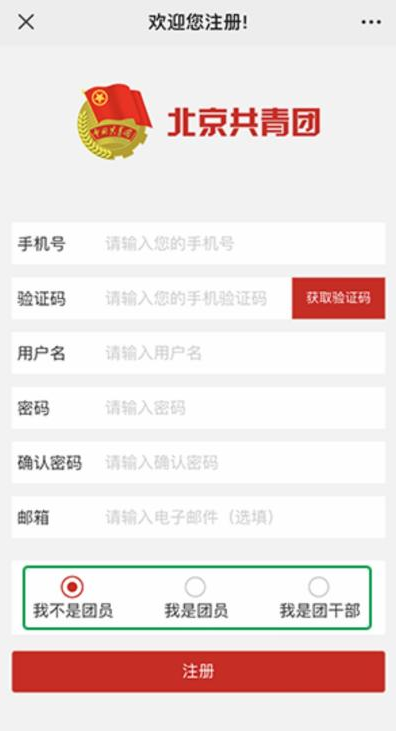 欢迎您注册!
北京共青团
手机号 请输入您的手机号
验证码 请输入您的手机验证码 获取验证码
用户名 请输入用户名
密码 请输入密码
确认密码 请输入确认密码
邮箱 请输入电子邮件（选填）
我不是团员 我是团员 我是团干部
注册